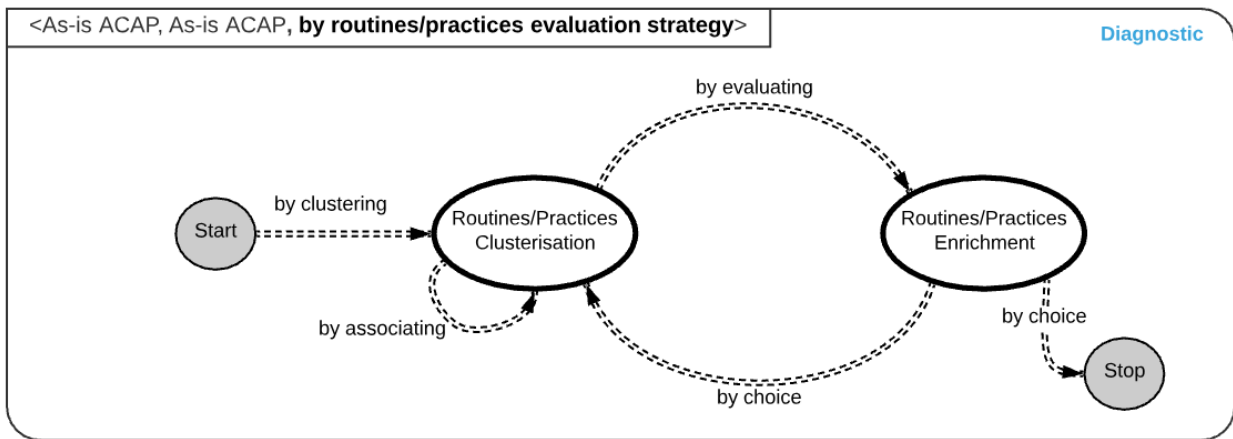 <As-is ACAP, As-is ACAP, by routines/practices evaluation strategy>
Diagnostic
by evaluating
by clustering
Start
Routines/Practices
Clusterisation
Routines/Practices
Enrichment
by associating
by choice
by choice
Stop